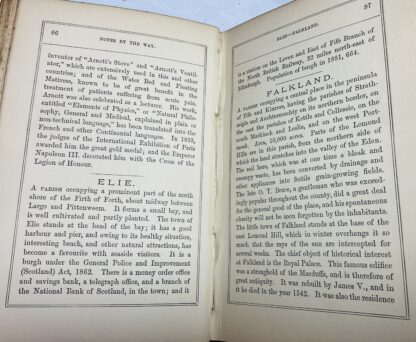 86
NOTES BY THE WAY.
inventor of "Arnott's Stove" and "Arnott's Ventil-
ator," which are extensively used in this and other
countries; and of the Water Bed and Floating
Mattress, known to be of great benefit in the
treatment of patients suffering from acute pain.
Arnott was also celebrated as a lecturer. His work,
entitled "Elements of Physics," or "Natural Philo-
sophy, General and Medical, explained in plain or
non-technical language," has been translated into the
French and other Continental languages. In 1855,
the judges of the International Exhibition of Paris
awarded him the great gold medal; and the Emperor
Napoleon III. decorated him with the Cross of the
Legion of Honour.
ELIE.
A PARISH occupying a prominent part of the north
shore of the Firth of Forth, about midway between
Largo and Pittenweem. It forms a small bay, and
is well cultivated and partly planted. The town of
Elie stands at the head of the bay; it has a good
harbour and pier, and owing to its healthy situation,
interesting beach, and other natural attractions, has
become a favourite with seaside visitors. It is a
burgh under the General Police and Improvement
(Scotland) Act, 1862. There is a money order office
and savings bank, a telegraph office, and a branch of
the National Bank of Scotland, in the town; and it
ELIE—FALKLAND.
87
is a station on the Leven and East of Fife Branch of
the North British Railway, 32 miles north-east of
Edinburgh. Population of burgh in 1881, 664.
FALKLAND.
A PARISH occupying a central place in the peninsula
of Fife and Kinross, having the parishes of Strath-
miglo and Auchtermuchty on its northern border, on
the east the parishes of Kettle and Collessie, on the
south Markinch and Leslie, and on the west Port-
moak. Area, 10,000 acres. Parts of the Lomond
Hills are in this parish, from the northern side of
which the land stretches into the valley of the Eden.
The mid laws, which was at one time a bleak and
swampy waste, has been converted by drainage and
other appliances into fertile grain-growing fields.
The late O. T. Bruce, a gentleman who was exceed-
ingly popular throughout the county, did a great deal
for the general good of the place, and his spontaneous
charity will not be soon forgotten by the inhabitants.
The little town of Falkland stands at the base of the
east Lomond Hill, which in winter overhangs it so
much that the rays of the sun are intercepted for
several weeks. The chief object of historical interest
at Falkland is the Royal Palace. This famous edifice
was a stronghold of the Macduffs, and is therefore of
great antiquity. It was rebuilt by James V., and in
it he died in the year 1542. It was also the residence